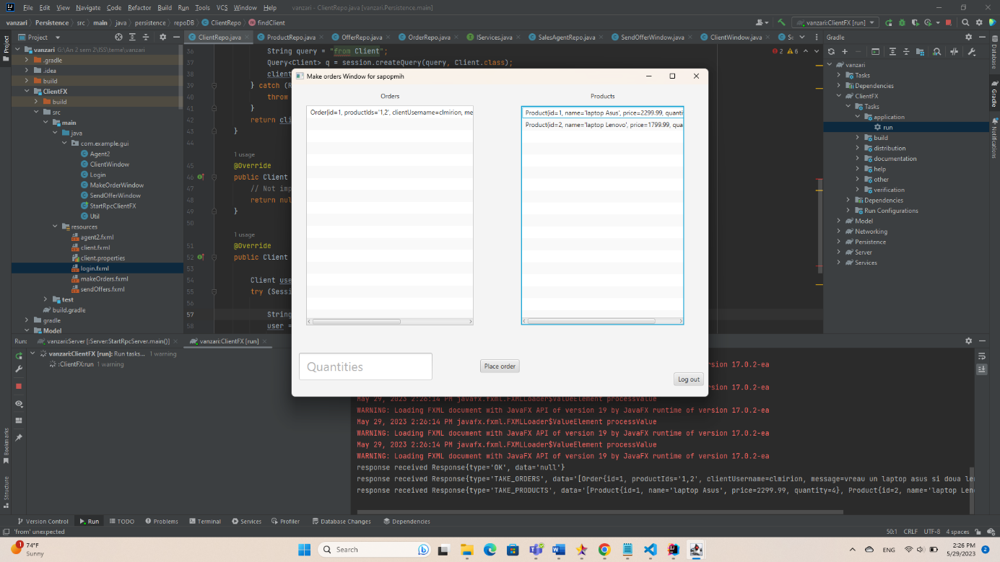 File Edit View Navigate Code Refactor Build Run Tools VCS Window Help vanzari - ClientRepo.java [vanzari.Persistence.main]
vanzari Persistence src main java persistence repoDB ClientRepo findClient
vanzari:ClientFX [run]
Project
ClientRepo.java ProductRepo.java OfferRepo.java OrderRepo.java IServices.java SalesAgentRepo.java SendOfferWindow.java ClientWindow.java
Gradle
vanzari G:\An 2 sem 2\ISS\teme\vanzari
.gradle
.idea
build
ClientFX
build
src
main
java
com.example.gui
Agent2
ClientWindow
Login
MakeOrderWindow
SendOfferWindow
StartRpcClientFX
Util
resources
agent2.fxml
client.fxml
client.properties
login.fxml
makeOrders.fxml
sendOffers.fxml
test
build.gradle
gradle
Model
36 String query = "from Client";
37 Query<Client> q = session.createQuery(query, Client.class);
38 client
39 } catch (R
40 throw
41 }
42 return cli
43 }
44
1 usage
45 @Override
46 public Client
47 // Not imp
48 return nul
49 }
50
1 usage
51 @Override
52 public Client
53
54 Client use
55 try (Sessi
56
57 String
58 user =
2 6
Make orders Window for sapopmih
Orders
Products
Order{id=1, productIds='1,2', clientUsername=clmirion, me
Product{id=1, name='laptop Asus', price=2299.99, quanti
Product{id=2, name='laptop Lenovo', price=1799.99, qua
Quantities
Place order
Log out
vanzari
Tasks
Dependencies
ClientFX
Tasks
application
run
build
distribution
documentation
help
other
verification
Dependencies
Run Configurations
Model
Networking
Persistence
Server
Services
Project
Bookmarks
Structure
Database
Gradle
Notifications
Run: vanzari:Server [:Server:StartRpcServer.main()] vanzari:ClientFX [run]
vanzari:ClientFX [run]: Run tasks... 1 warning
:ClientFX:run 1 warning
sion 17.0.2-ea
sion 17.0.2-ea
May 29, 2023 2:26:14 PM javafx.fxml.FXMLLoader$ValueElement processValue
WARNING: Loading FXML document with JavaFX API of version 19 by JavaFX runtime of version 17.0.2-ea
May 29, 2023 2:26:14 PM javafx.fxml.FXMLLoader$ValueElement processValue
WARNING: Loading FXML document with JavaFX API of version 19 by JavaFX runtime of version 17.0.2-ea
May 29, 2023 2:26:14 PM javafx.fxml.FXMLLoader$ValueElement processValue
WARNING: Loading FXML document with JavaFX API of version 19 by JavaFX runtime of version 17.0.2-ea
response received Response{type='OK', data='null'}
response received Response{type='TAKE_ORDERS', data='[Order{id=1, productIds='1,2', clientUsername=clmirion, message=vreau un laptop asus si doua le
response received Response{type='TAKE_PRODUCTS', data='[Product{id=1, name='laptop Asus', price=2299.99, quantity=4}, Product{id=2, name='laptop Len
Version Control Run TODO Problems Terminal Services Profiler Database Changes Dependencies
'from' unexpected
50:1 CRLF UTF-8 4 spaces
1
74°F
Sunny
Search
ENG
2:26 PM
5/29/2023
2